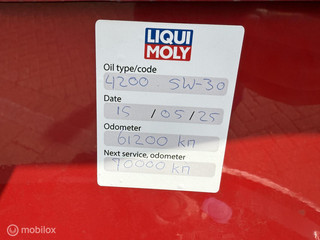 LIQUI
MOLY
Oil type/code
4200 5W-30
Date
15/05/25
Odometer
61200 km
Next service, odometer
70000 km
mobilox